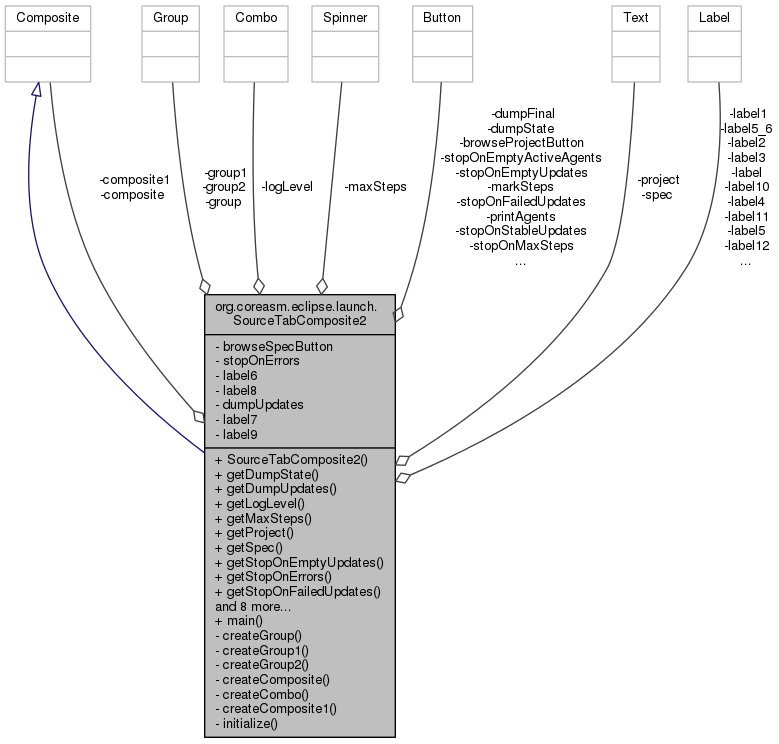 Composite
Group
Combo
Spinner
Button
Text
Label
-composite1
-composite
-group1
-group2
-group
-logLevel
-maxSteps
-dumpFinal
-dumpState
-browseProjectButton
-stopOnEmptyActiveAgents
-stopOnEmptyUpdates
-markSteps
-stopOnFailedUpdates
-printAgents
-stopOnStableUpdates
-stopOnMaxSteps
...
-project
-spec
-label1
-label5_6
-label2
-label3
-label
-label10
-label4
-label11
-label5
-label12
...
org.coreasm.eclipse.launch.
SourceTabComposite2
- browseSpecButton
- stopOnErrors
- label6
- label8
- dumpUpdates
- label7
- label9
+ SourceTabComposite2()
+ getDumpState()
+ getDumpUpdates()
+ getLogLevel()
+ getMaxSteps()
+ getProject()
+ getSpec()
+ getStopOnEmptyUpdates()
+ getStopOnErrors()
+ getStopOnFailedUpdates()
and 8 more...
+ main()
- createGroup()
- createGroup1()
- createGroup2()
- createComposite()
- createCombo()
- createComposite1()
- initialize()